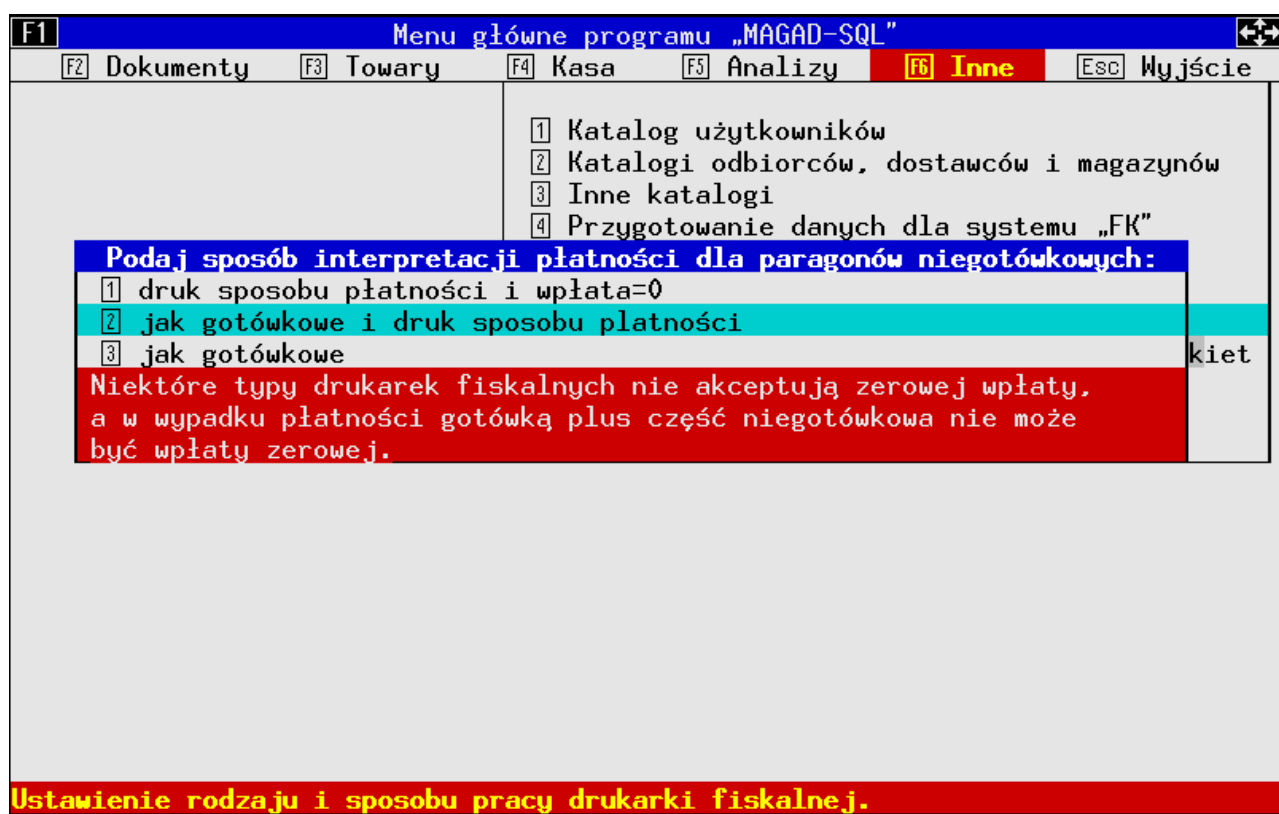 F1 Menu główne programu „MAGAD-SQL”
F2 Dokumenty F3 Towary F4 Kasa F5 Analizy F6 Inne Esc Wyjście
1 Katalog użytkowników
2 Katalogi odbiorców, dostawców i magazynów
3 Inne katalogi
4 Przygotowanie danych dla systemu „FK”
Podaj sposób interpretacji płatności dla paragonów niegotówkowych:
1 druk sposobu płatności i wpłata=0
2 jak gotówkowe i druk sposobu platności
3 jak gotówkowe kiet
Niektóre typy drukarek fiskalnych nie akceptują zerowej wpłaty,
a w wypadku płatności gotówką plus część niegotówkowa nie może
być wpłaty zerowej.
Ustawienie rodzaju i sposobu pracy drukarki fiskalnej.